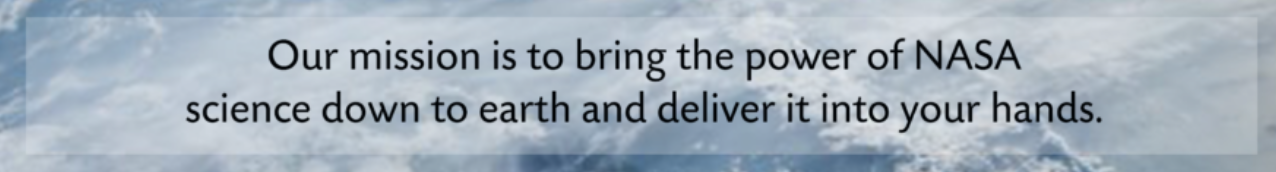 Our mission is to bring the power of NASA
science down to earth and deliver it into your hands.